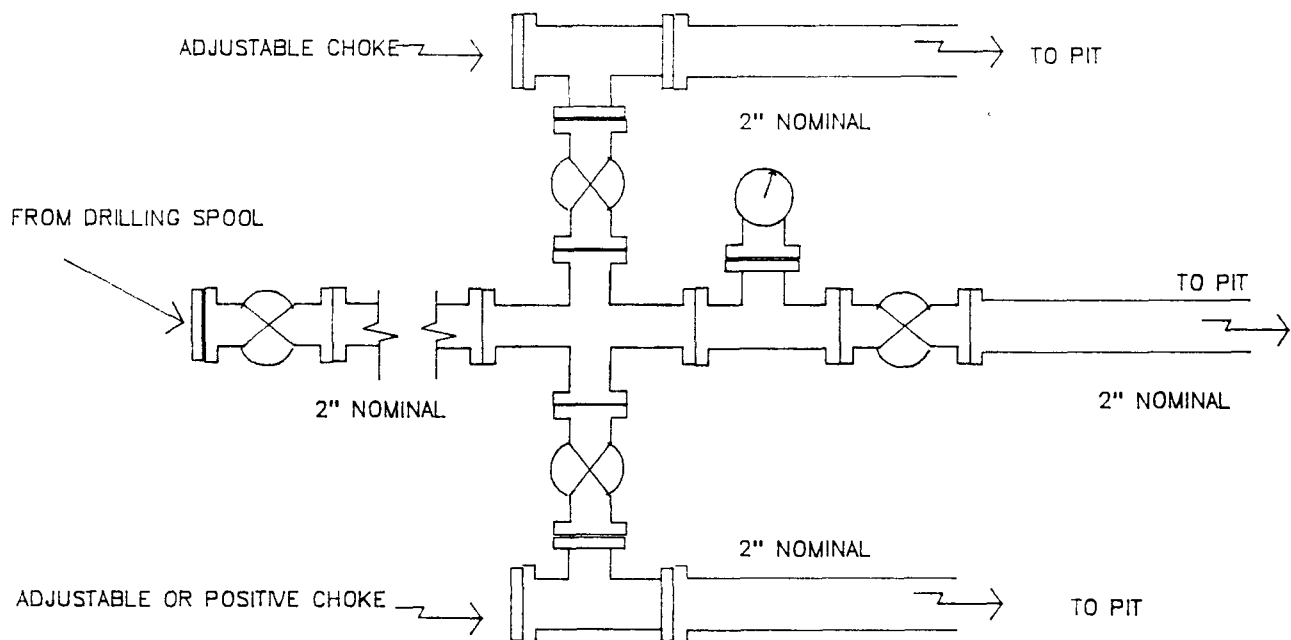 ADJUSTABLE CHOKE
TO PIT
2" NOMINAL
FROM DRILLING SPOOL
TO PIT
2" NOMINAL
2" NOMINAL
2" NOMINAL
ADJUSTABLE OR POSITIVE CHOKE
TO PIT